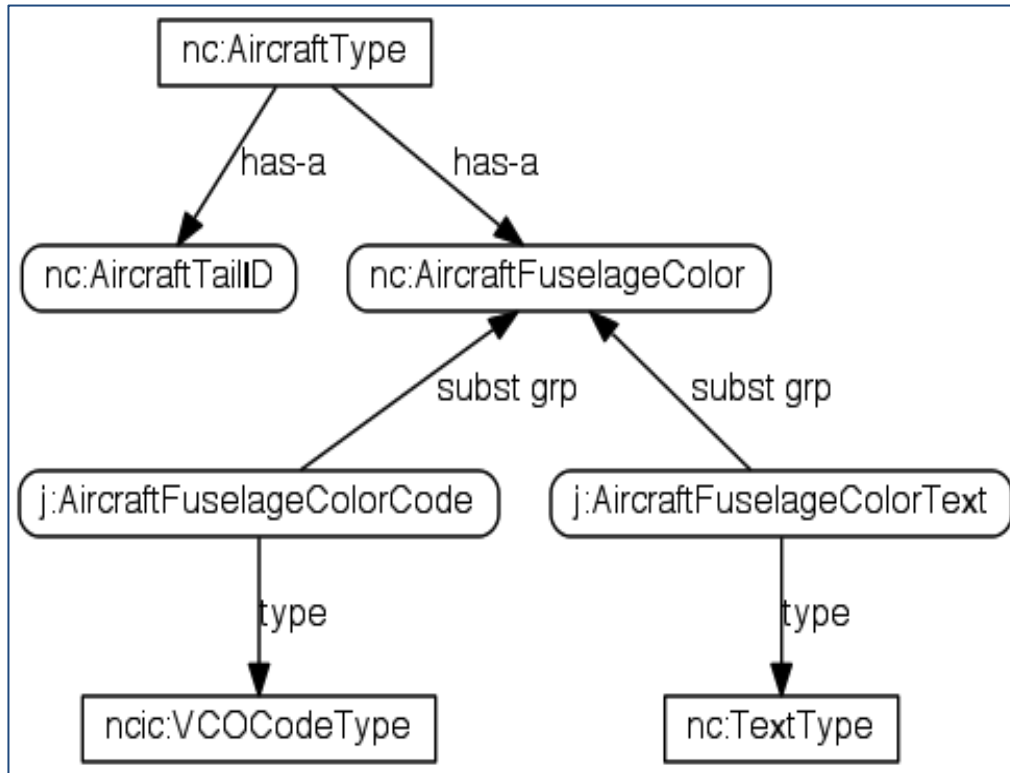 nc:AircraftType
has-a
has-a
nc:AircraftTailID
nc:AircraftFuselageColor
subst grp
subst grp
j:AircraftFuselageColorCode
j:AircraftFuselageColorText
type
type
ncic:VCOCodeType
nc:TextType